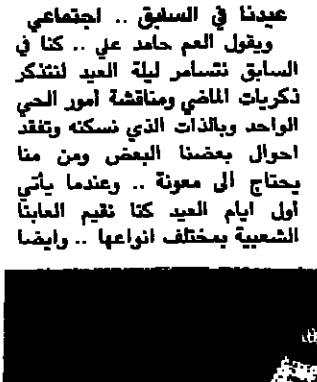 عيدنا في السابق .. اجتماعي
ويقول العم حامد علي .. كنا في
السابق نتسامر ليلة العيد لنتذكر
ذكريات الماضي ومناقشة امور الحي
الواحد وبالذات الذي نسكنه وتفقد
احوال بعضنا البعض ومن منا
يحتاج الى معونة .. وعندما يأتي
أول ايام العيد كنا نقيم العابنا
الشعبية بمختلف انواعها .. وايضا